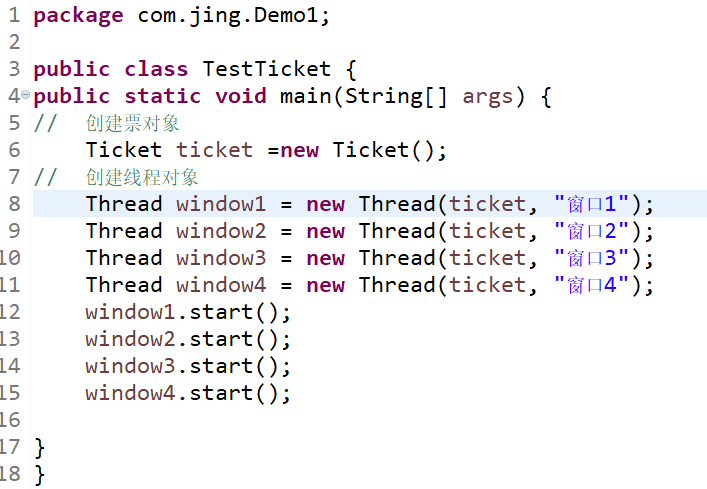 1 package com.jing.Demo1;
2
3 public class TestTicket {
4 public static void main(String[] args) {
5 //  创建票对象
6     Ticket ticket =new Ticket();
7 //  创建线程对象
8     Thread window1 = new Thread(ticket, "窗口1");
9     Thread window2 = new Thread(ticket, "窗口2");
10     Thread window3 = new Thread(ticket, "窗口3");
11     Thread window4 = new Thread(ticket, "窗口4");
12     window1.start();
13     window2.start();
14     window3.start();
15     window4.start();
16
17 }
18 }